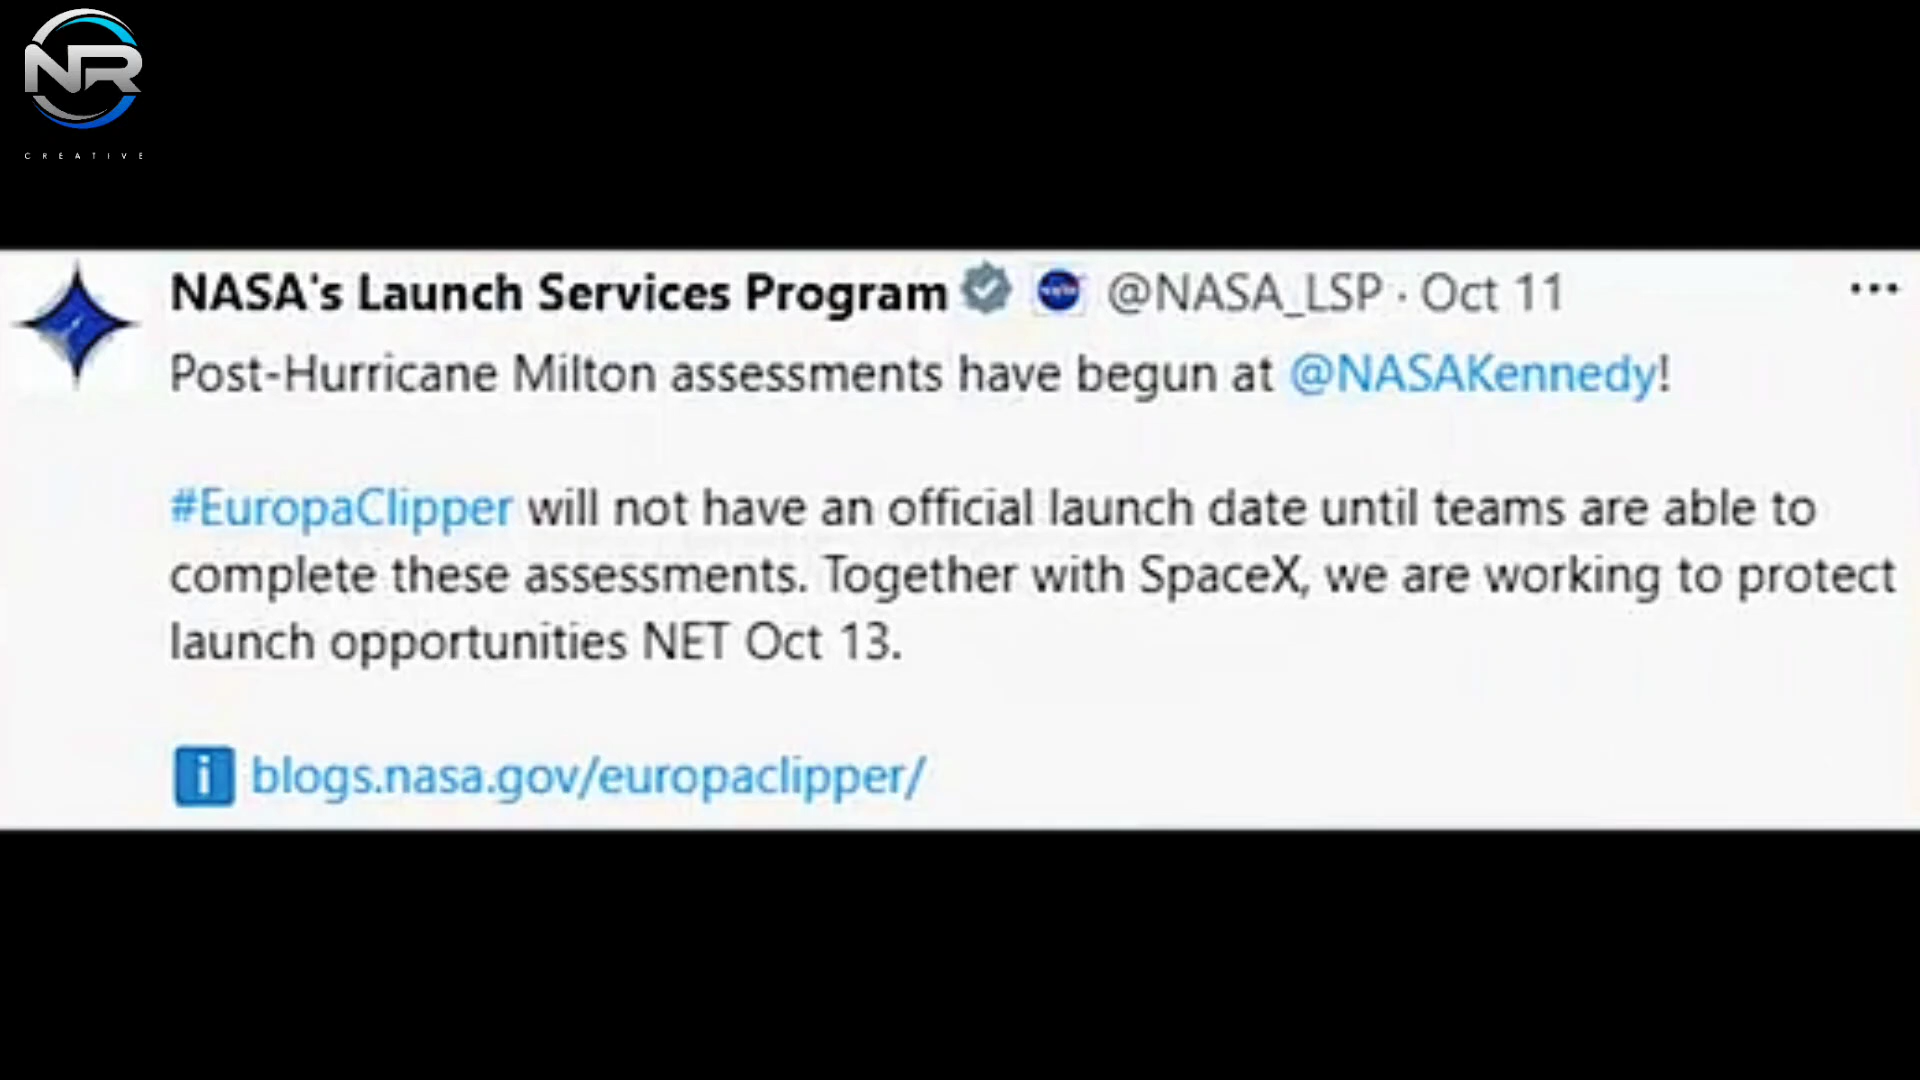 NR
CREATIVE
NASA's Launch Services Program @NASA_LSP · Oct 11
Post-Hurricane Milton assessments have begun at @NASAKennedy!
#EuropaClipper will not have an official launch date until teams are able to
complete these assessments. Together with SpaceX, we are working to protect
launch opportunities NET Oct 13.
blogs.nasa.gov/europaclipper/